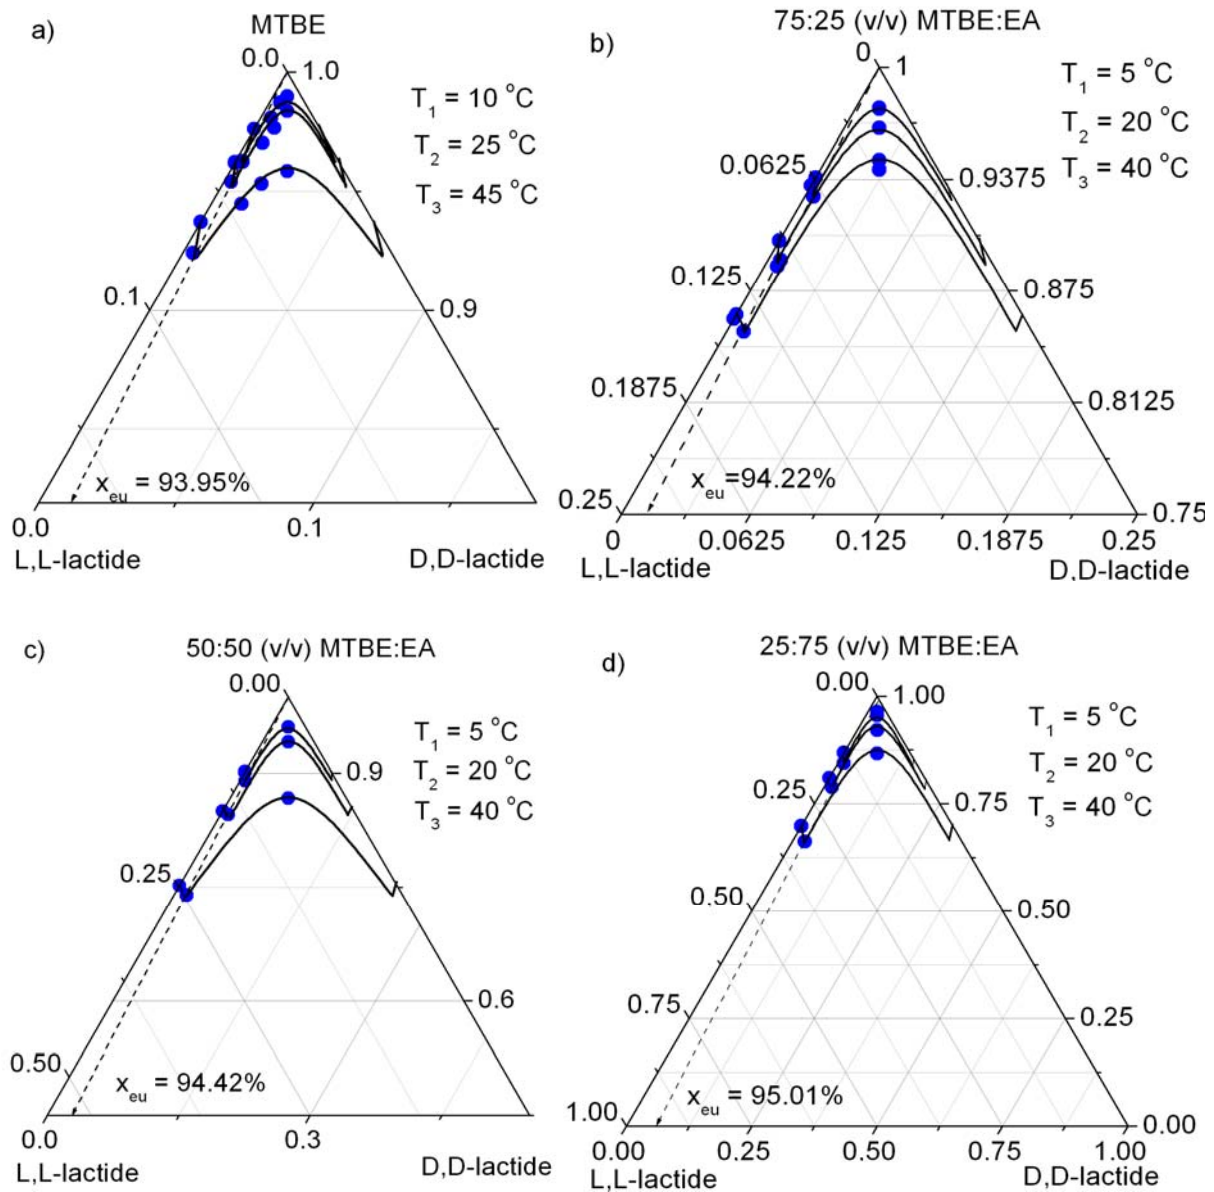 a)
MTBE
0.0
1.0
T1 = 10 °C
T2 = 25 °C
T3 = 45 °C
0.1
0.9
xeu = 93.95%
0.0
0.1
L,L-lactide
D,D-lactide
b)
75:25 (v/v) MTBE:EA
0
1
T1 = 5 °C
T2 = 20 °C
T3 = 40 °C
0.0625
0.9375
0.125
0.875
0.1875
0.8125
xeu =94.22%
0.25
0.75
0
0.0625
0.125
0.1875
0.25
L,L-lactide
D,D-lactide
c)
50:50 (v/v) MTBE:EA
0.00
T1 = 5 °C
T2 = 20 °C
T3 = 40 °C
0.9
0.25
0.6
0.50
xeu = 94.42%
0.0
0.3
L,L-lactide
D,D-lactide
d)
25:75 (v/v) MTBE:EA
0.00
1.00
T1 = 5 °C
T2 = 20 °C
T3 = 40 °C
0.25
0.75
0.50
0.50
0.75
0.25
xeu = 95.01%
1.00
0.00
0.00
0.25
0.50
0.75
1.00
L,L-lactide
D,D-lactide